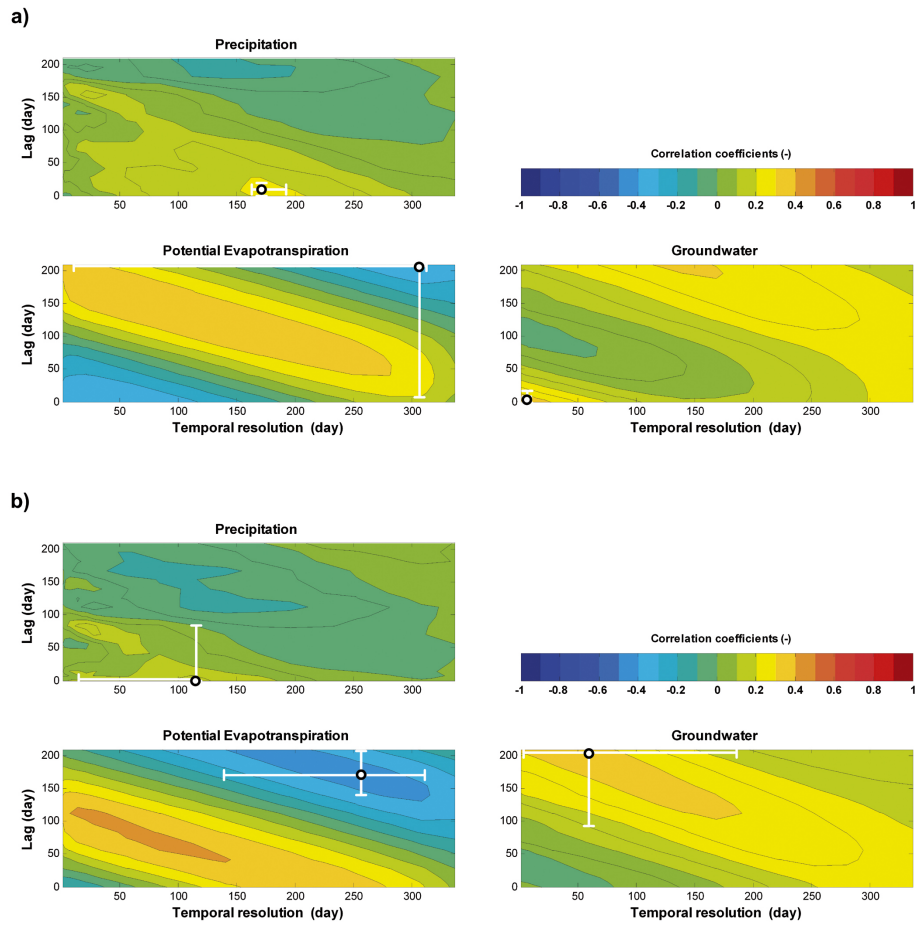 a)
Precipitation
Lag (day)
200
150
100
50
0
50 100 150 200 250 300
Correlation coefficients (-)
-1 -0.8 -0.6 -0.4 -0.2 0 0.2 0.4 0.6 0.8 1
Potential Evapotranspiration
Lag (day)
200
150
100
50
0
50 100 150 200 250 300
Temporal resolution (day)
Groundwater
200
150
100
50
0
50 100 150 200 250 300
Temporal resolution (day)
b)
Precipitation
Lag (day)
200
150
100
50
0
50 100 150 200 250 300
Correlation coefficients (-)
-1 -0.8 -0.6 -0.4 -0.2 0 0.2 0.4 0.6 0.8 1
Potential Evapotranspiration
Lag (day)
200
150
100
50
0
50 100 150 200 250 300
Temporal resolution (day)
Groundwater
200
150
100
50
0
50 100 150 200 250 300
Temporal resolution (day)